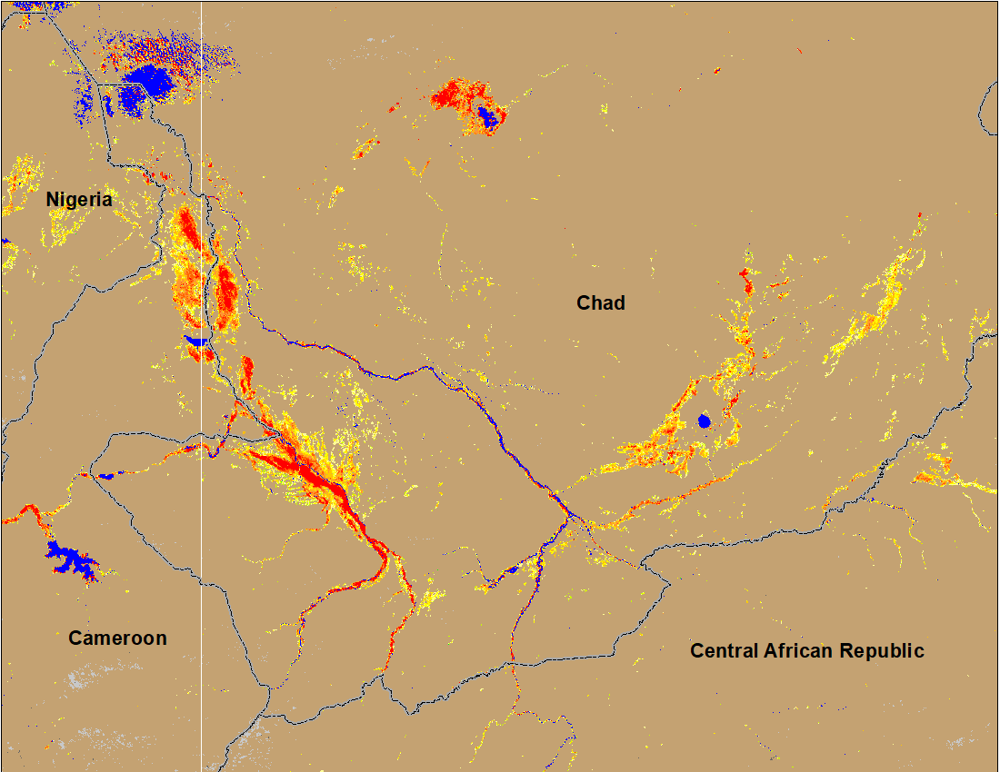 Nigeria
Chad
Cameroon
Central African Republic